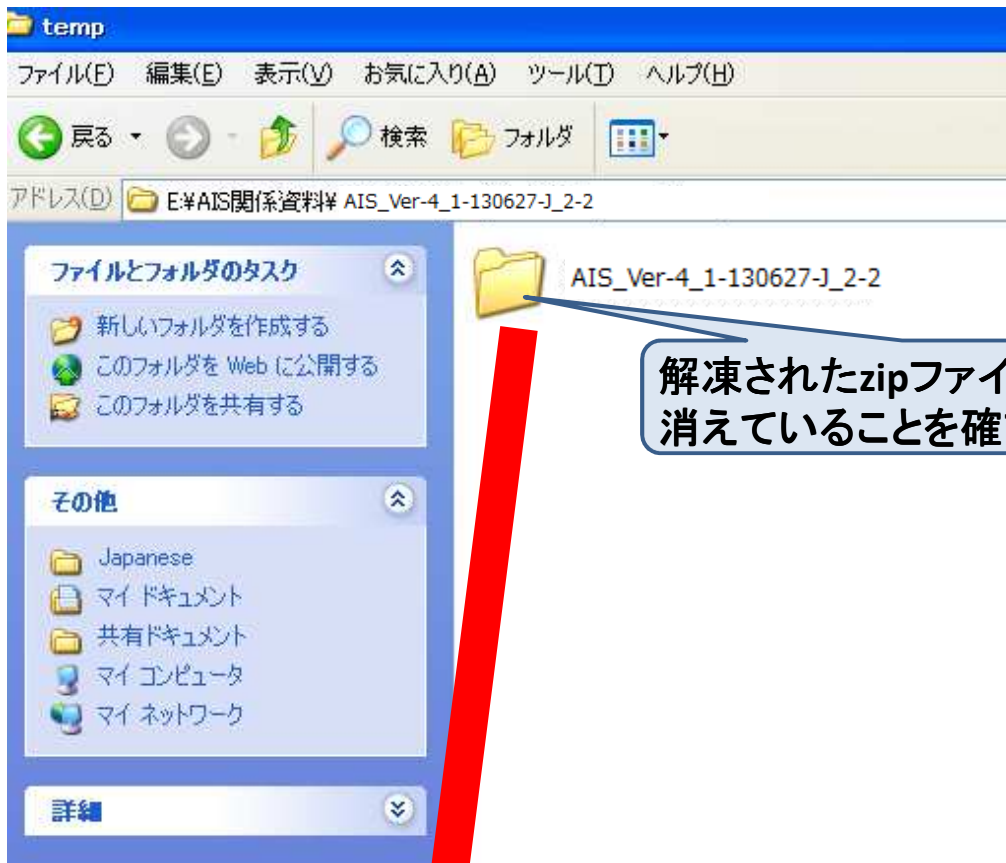 temp
ファイル(F) 編集(E) 表示(V) お気に入り(A) ツール(T) ヘルプ(H)
戻る 検索 フォルダ
アドレス(D) E:¥AIS関係資料¥ AIS_Ver-4_1-130627-J_2-2
ファイルとフォルダのタスク
新しいフォルダを作成する
このフォルダを Web に公開する
このフォルダを共有する
その他
Japanese
マイ ドキュメント
共有ドキュメント
マイ コンピュータ
マイ ネットワーク
詳細
AIS_Ver-4_1-130627-J_2-2
解凍されたzipファイ
消えていることを確